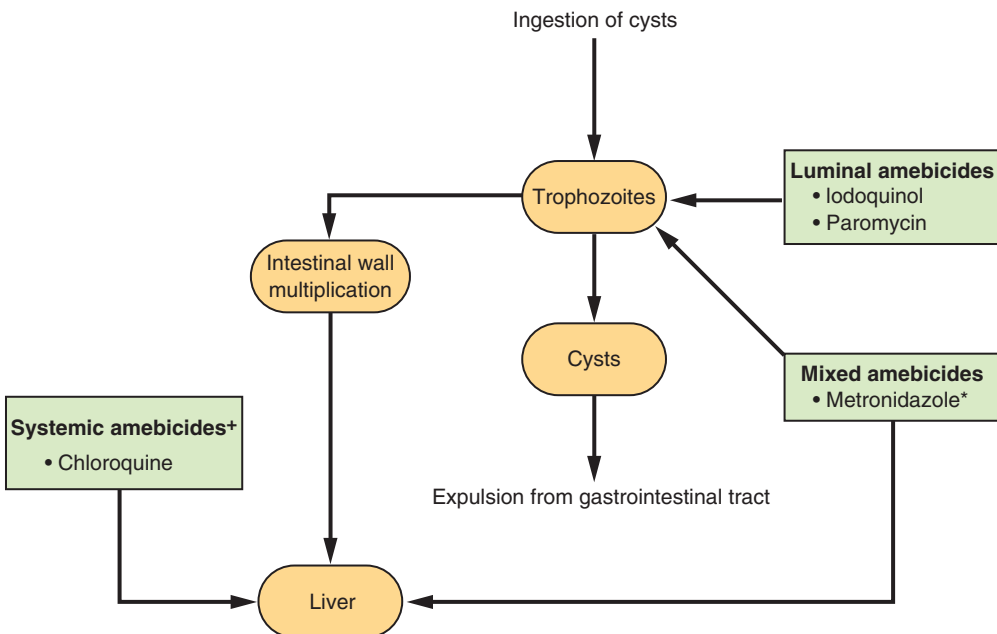 Ingestion of cysts
Trophozoites
Luminal amebicides
• Iodoquinol
• Paromycin
Intestinal wall
multiplication
Cysts
Mixed amebicides
• Metronidazole*
Systemic amebicides+
• Chloroquine
Expulsion from gastrointestinal tract
Liver